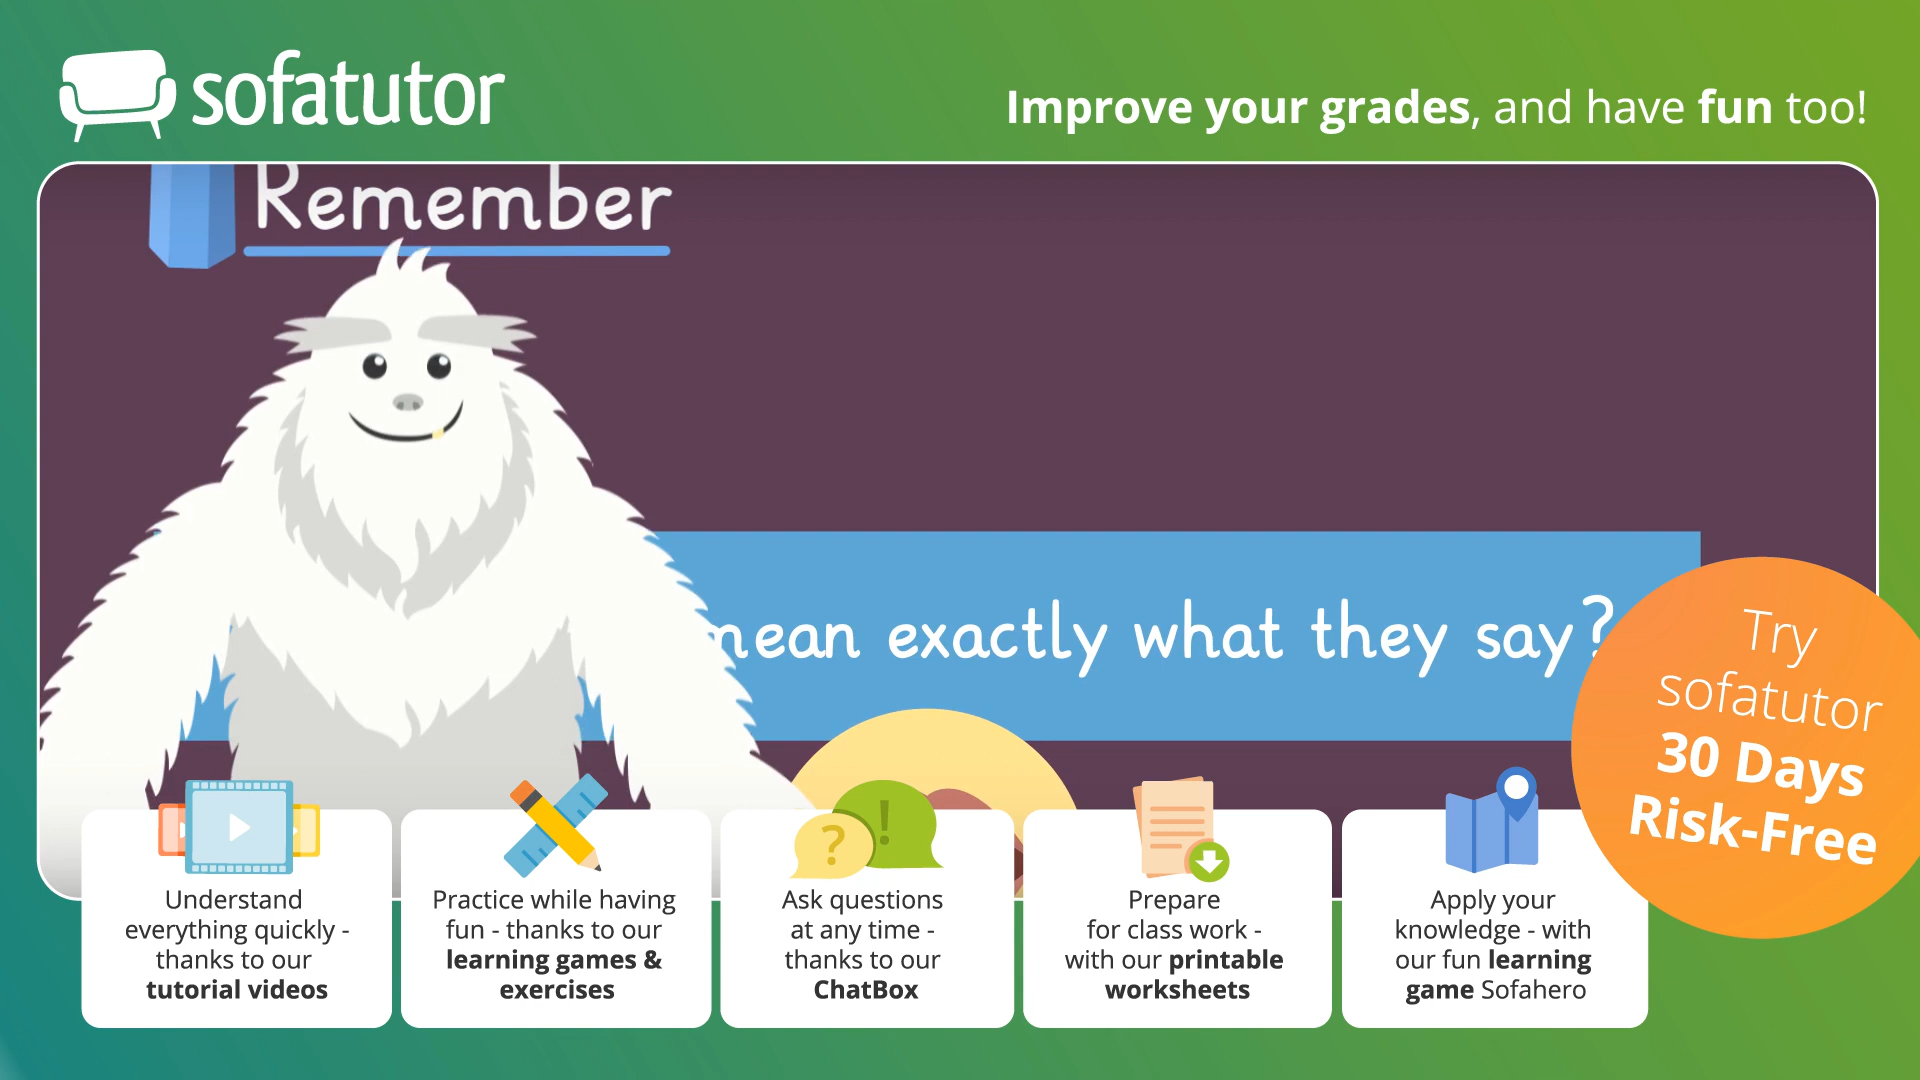 sofatutor
Improve your grades, and have fun too!
Remember
mean exactly what they say?
Try
sofatutor
30 Days
Risk-Free
Understand
everything quickly -
thanks to our
tutorial videos
Practice while having
fun - thanks to our
learning games &
exercises
? !
Ask questions
at any time -
thanks to our
ChatBox
Prepare
for class work -
with our printable
worksheets
Apply your
knowledge - with
our fun learning
game Sofahero